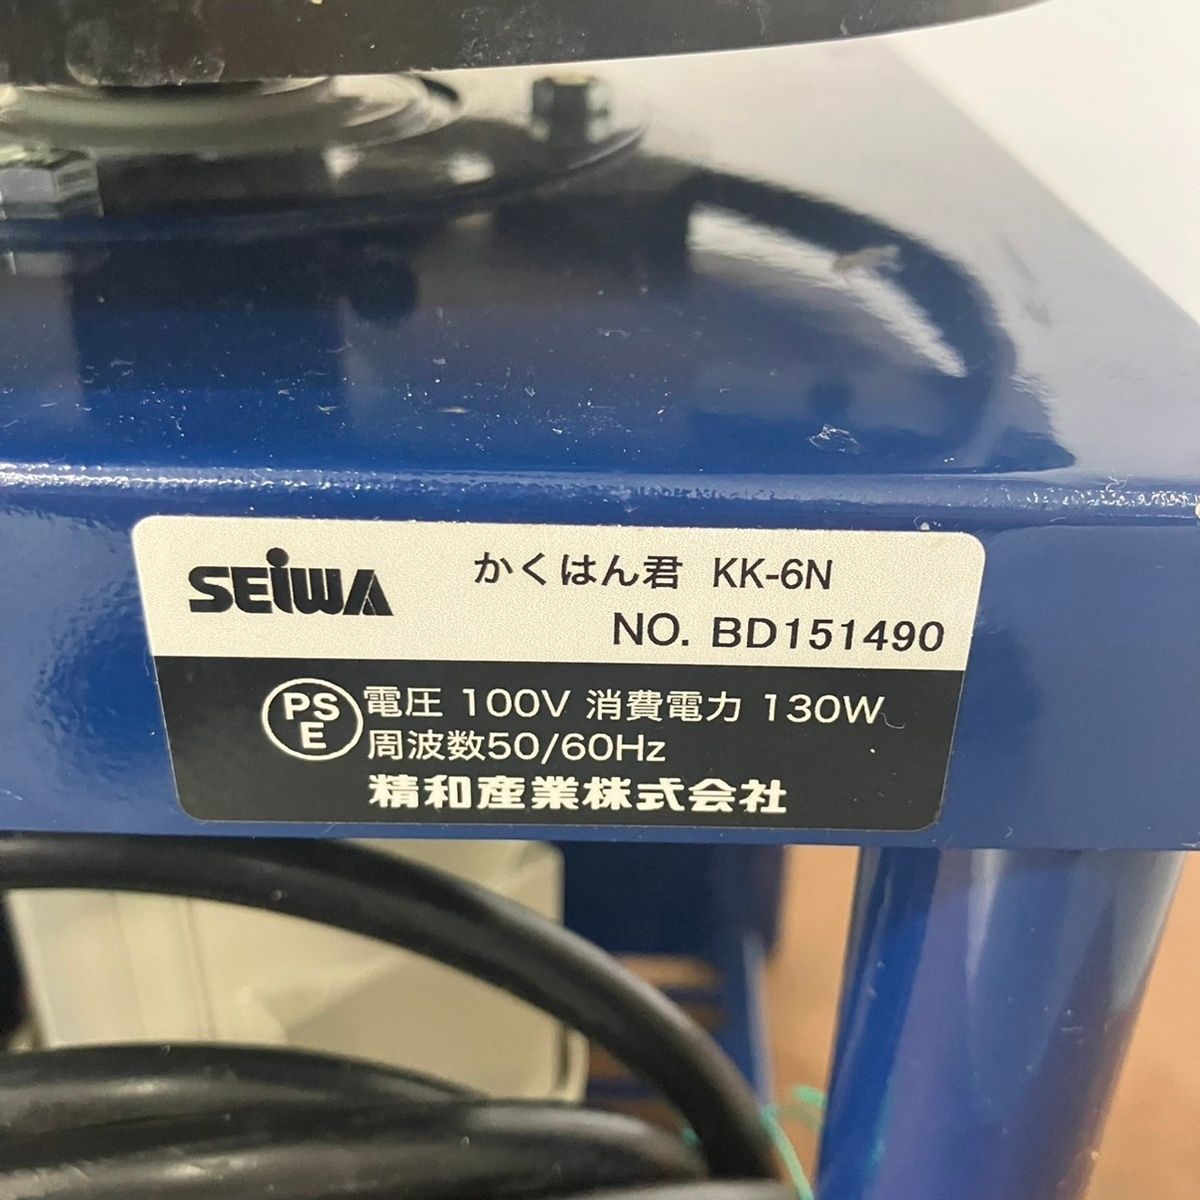 SEiWA かくはん君 KK-6N
NO. BD151490
PSE 電圧 100V 消費電力 130W
周波数50/60Hz
精和産業株式会社